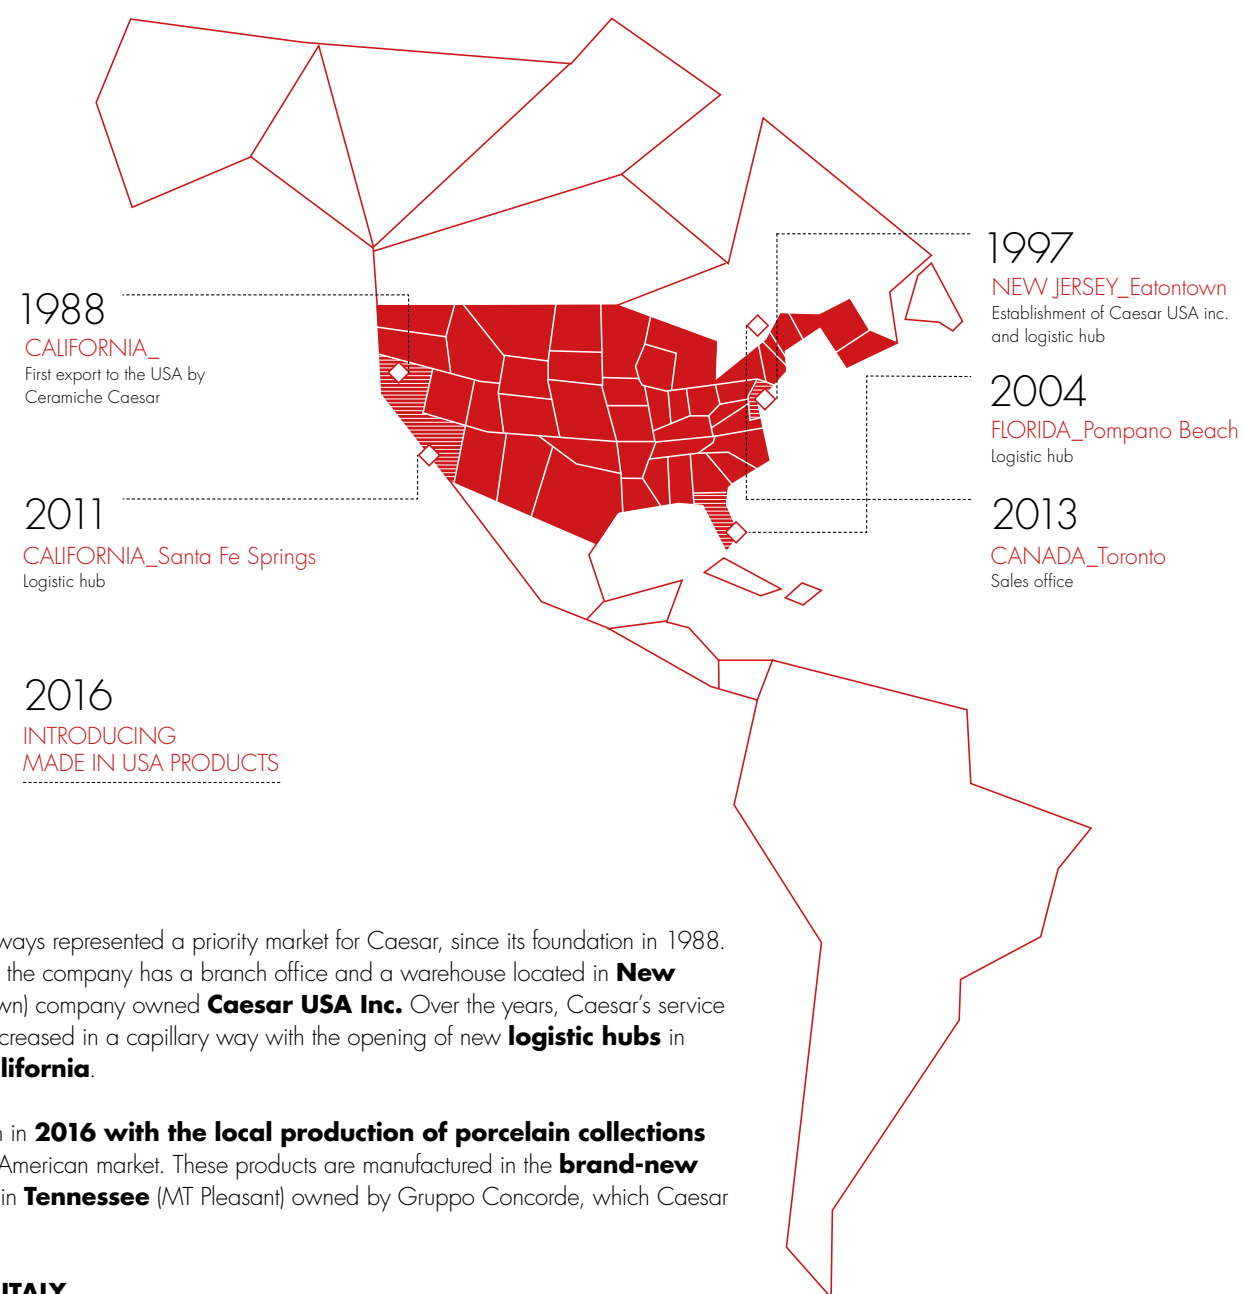 1988
CALIFORNIA_
First export to the USA by
Ceramiche Caesar
2011
CALIFORNIA_Santa Fe Springs
Logistic hub
2016
INTRODUCING
MADE IN USA PRODUCTS
1997
NEW JERSEY_Eatontown
Establishment of Caesar USA inc.
and logistic hub
2004
FLORIDA_Pompano Beach
Logistic hub
2013
CANADA_Toronto
Sales office
ways represented a priority market for Caesar, since its foundation in 1988.
the company has a branch office and a warehouse located in New
wn) company owned Caesar USA Inc. Over the years, Caesar’s service
creased in a capillary way with the opening of new logistic hubs in
lifornia.
in 2016 with the local production of porcelain collections
American market. These products are manufactured in the brand-new
in Tennessee (MT Pleasant) owned by Gruppo Concorde, which Caesar
ITALY